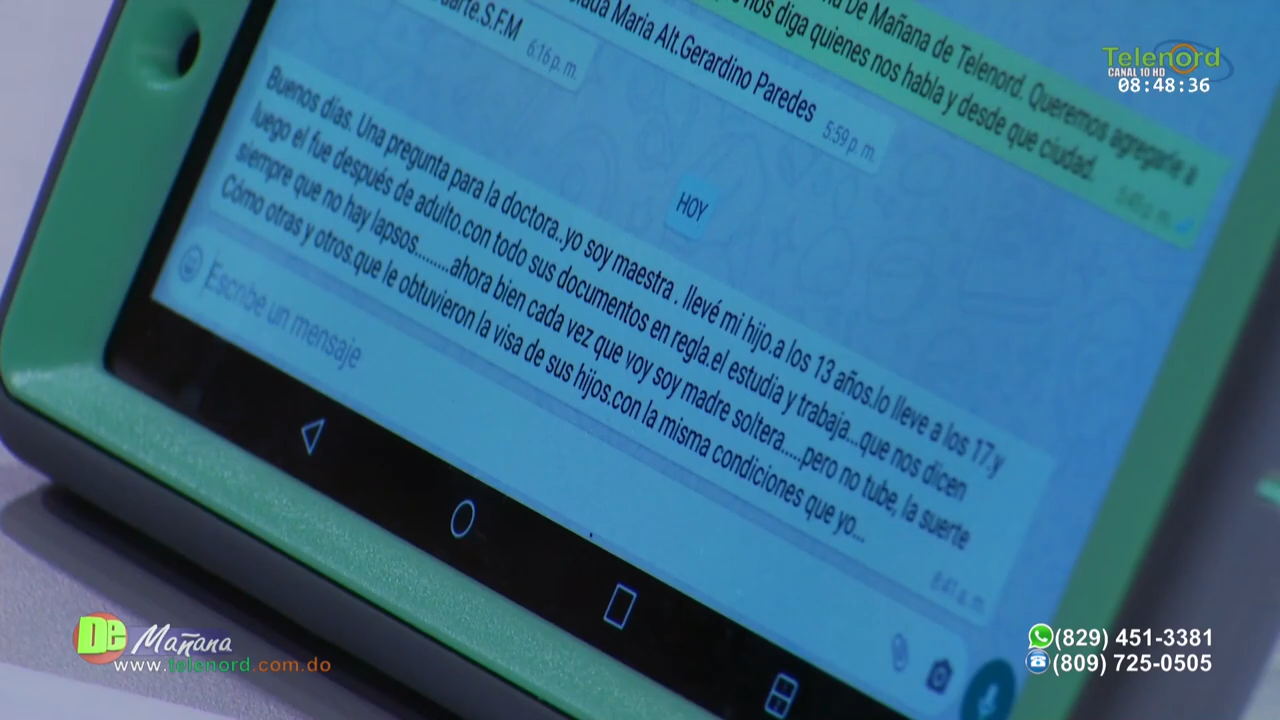 De Mañana de Telenord. Queremos agregarle a
nos diga quienes nos habla y desde que ciudad.
Maria Alt.Gerardino Paredes
5:59 p. m.
S.F.M
6:16 p. m.
HOY
Buenos días. Una pregunta para la doctora..yo soy maestra . llevé mi hijo.a los 13 años.lo lleve a los 17.y
luego el fue después de adulto.con todo sus documentos en regla.el estudia y trabaja...que nos dicen
siempre que no hay lapsos........ahora bien cada vez que voy soy madre soltera....pero no tube, la suerte
Cómo otras y otros.que le obtuvieron la visa de sus hijos.con la misma condiciones que yo...
8:41 a. m.
Escribe un mensaje
Telenord
CANAL 10 HD
08:48:36
De Mañana
www.telenord.com.do
(829) 451-3381
(809) 725-0505